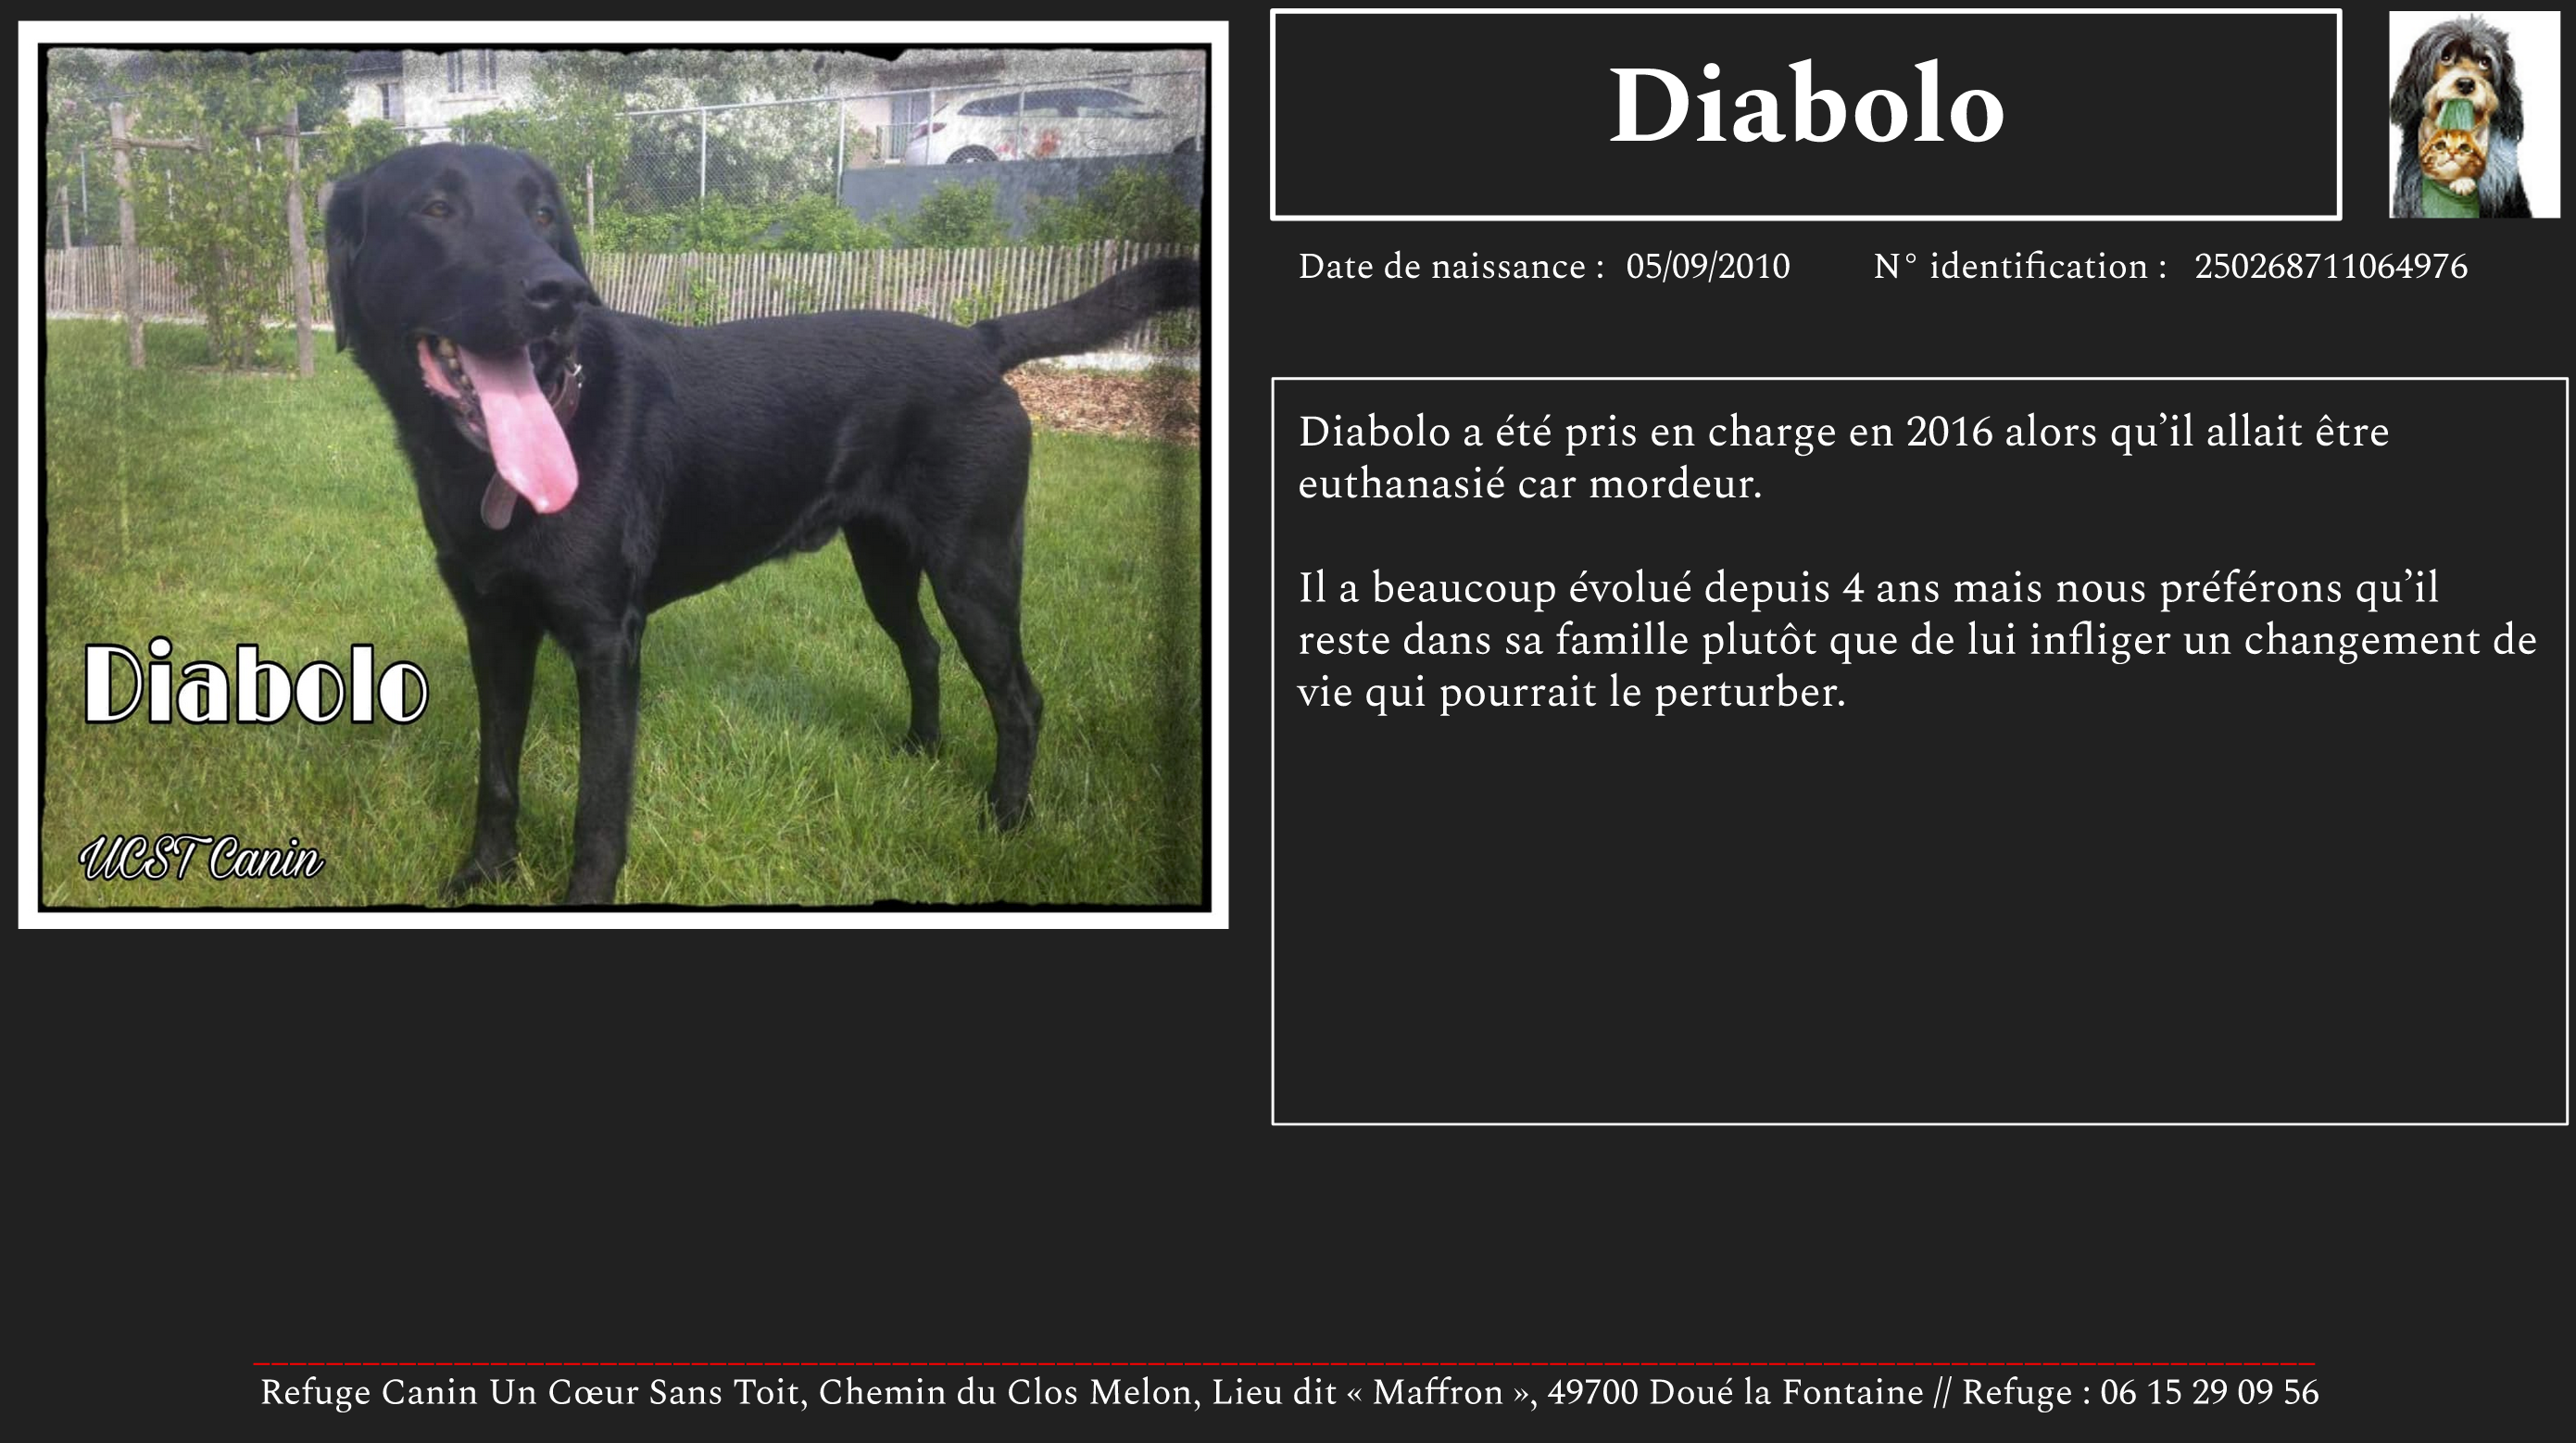 Diabolo
Date de naissance : 05/09/2010 N° identification : 250268711064976
Diabolo a été pris en charge en 2016 alors qu’il allait être
euthanasié car mordeur.
Il a beaucoup évolué depuis 4 ans mais nous préférons qu’il
reste dans sa famille plutôt que de lui infliger un changement de
vie qui pourrait le perturber.
Diabolo
UCST Canin
Refuge Canin Un Cœur Sans Toit, Chemin du Clos Melon, Lieu dit « Maffron », 49700 Doué la Fontaine // Refuge : 06 15 29 09 56